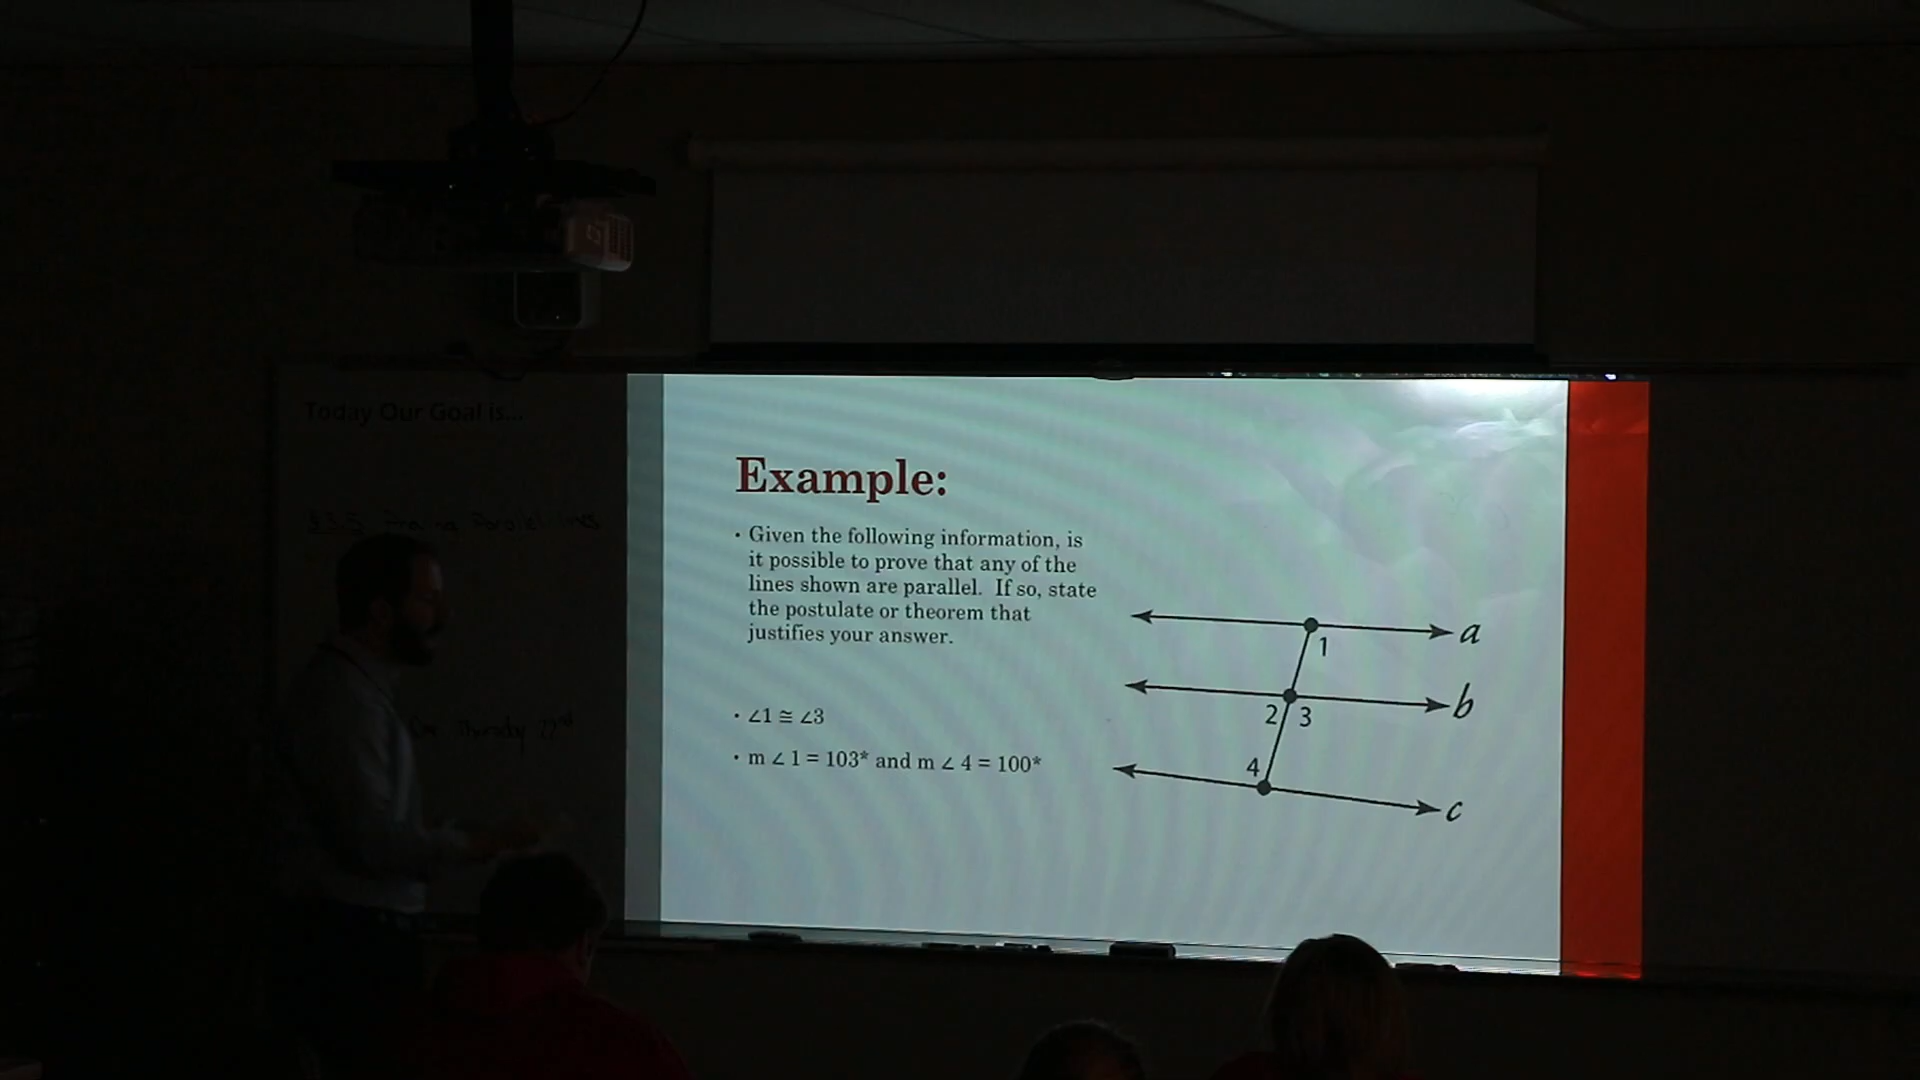 Today Our Goal is...
Example:
• Given the following information, is
it possible to prove that any of the
lines shown are parallel. If so, state
the postulate or theorem that
justifies your answer.
• ∠1 ≅ ∠3
• m ∠ 1 = 103* and m ∠ 4 = 100*
a
1
b
2 3
4
c